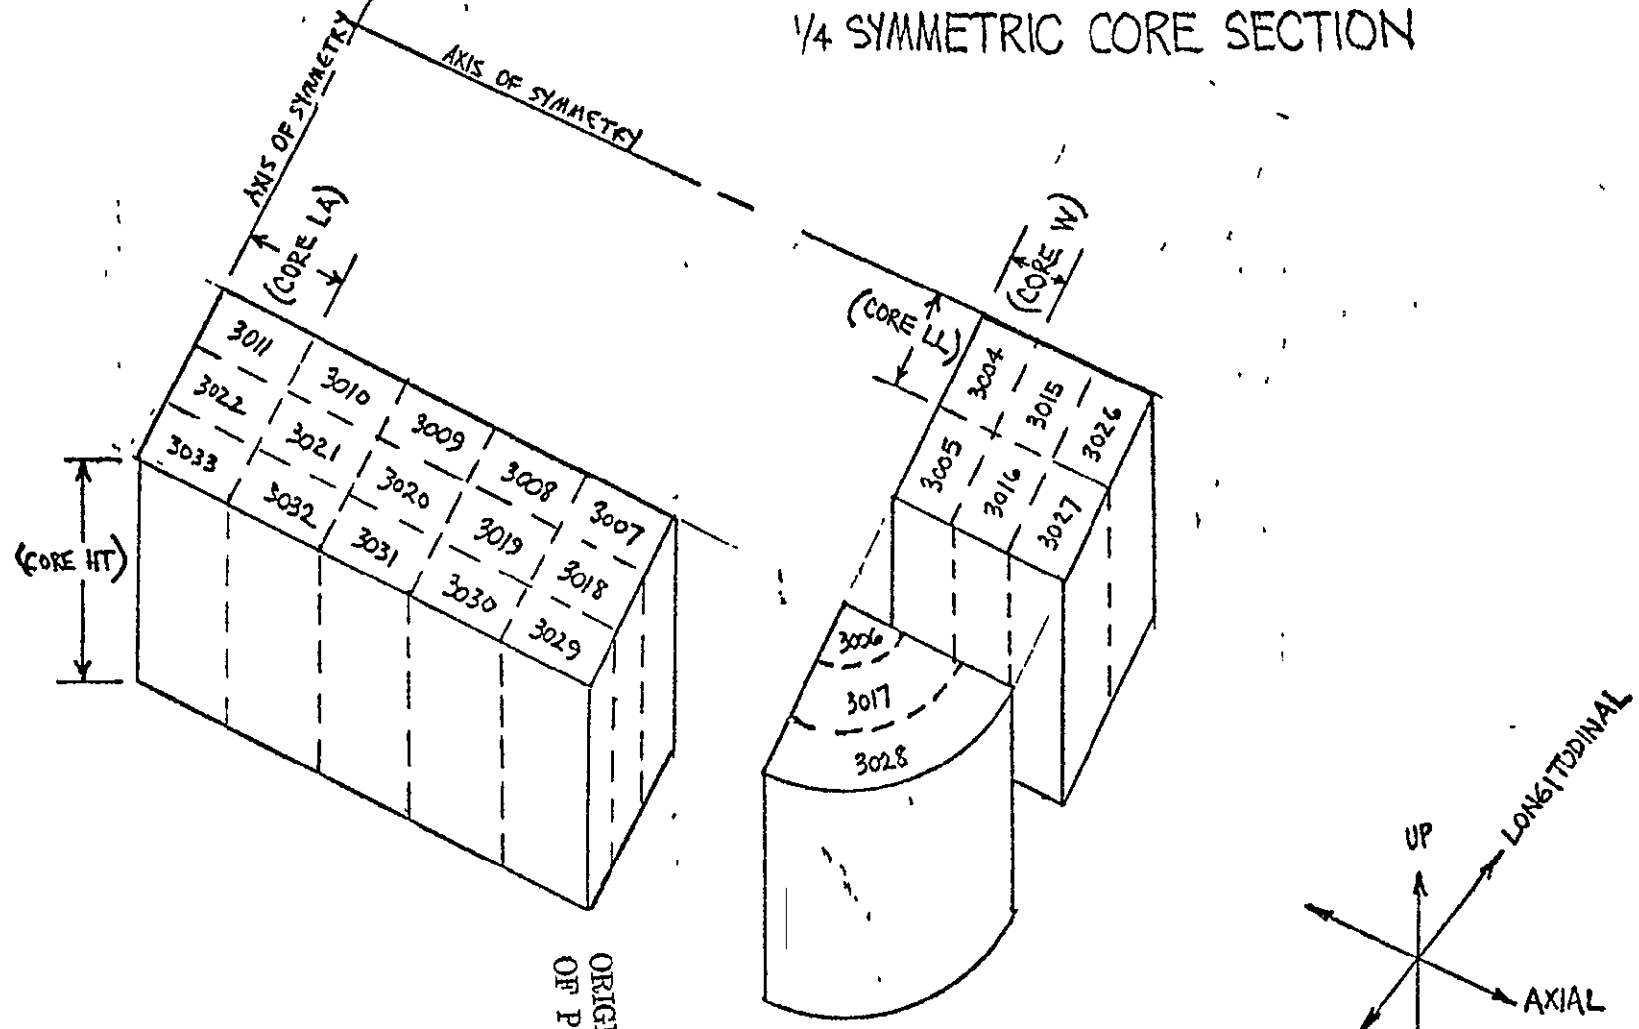 1/4 SYMMETRIC CORE SECTION
AXIS OF SYMMETRY
AXIS OF SYMMETRY
(CORE LA)
(CORE W)
(CORE F)
3011
3010
3009
3008
3007
3022
3021
3020
3019
3018
3033
3032
3031
3030
3029
3004
3015
3026
3005
3016
3027
3006
3017
3028
(CORE HT)
UP
LONGITUDINAL
AXIAL
ORIG
OF P